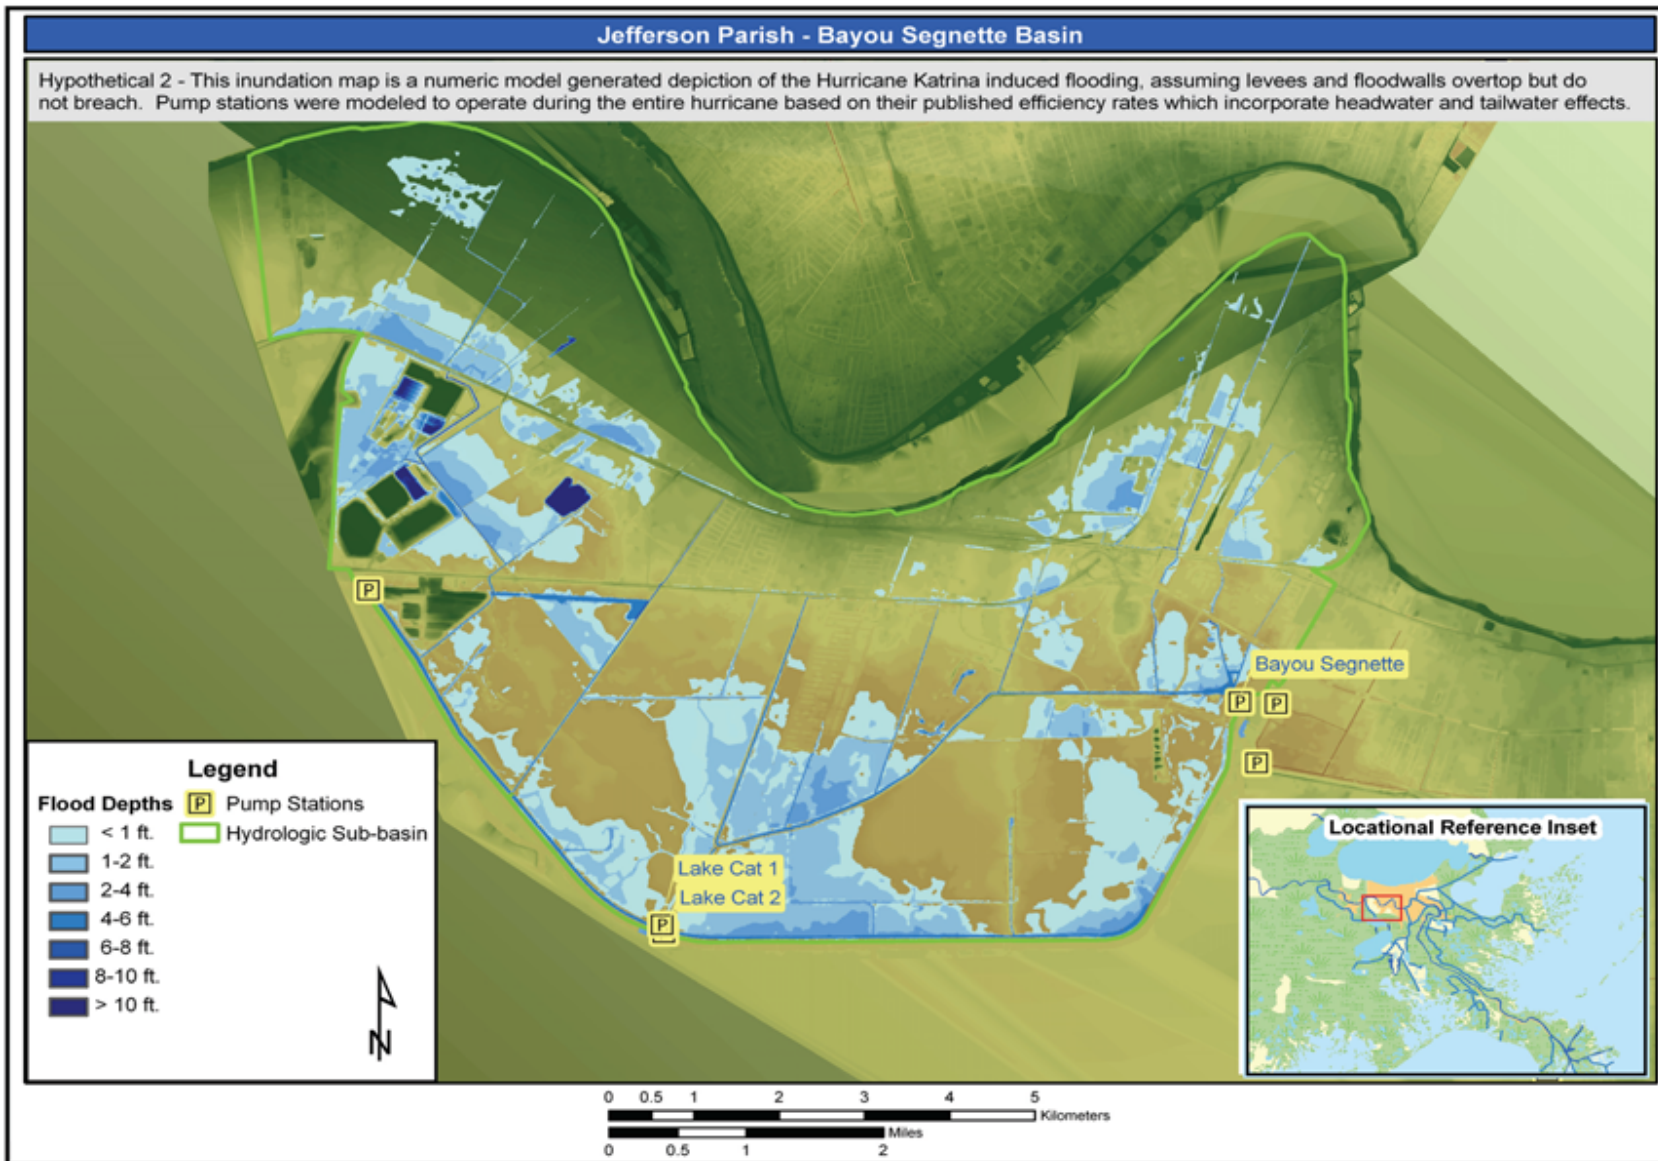 Jefferson Parish - Bayou Segnette Basin
Hypothetical 2 - This inundation map is a numeric model generated depiction of the Hurricane Katrina induced flooding, assuming levees and floodwalls overtop but do
not breach. Pump stations were modeled to operate during the entire hurricane based on their published efficiency rates which incorporate headwater and tailwater effects.
P
Bayou Segnette
P P
P
Lake Cat 1
Lake Cat 2
P
Legend
Flood Depths
< 1 ft.
1-2 ft.
2-4 ft.
4-6 ft.
6-8 ft.
8-10 ft.
> 10 ft.
P Pump Stations
Hydrologic Sub-basin
N
Locational Reference Inset
0 0.5 1 2 3 4 5
Kilometers
Miles
0 0.5 1 2